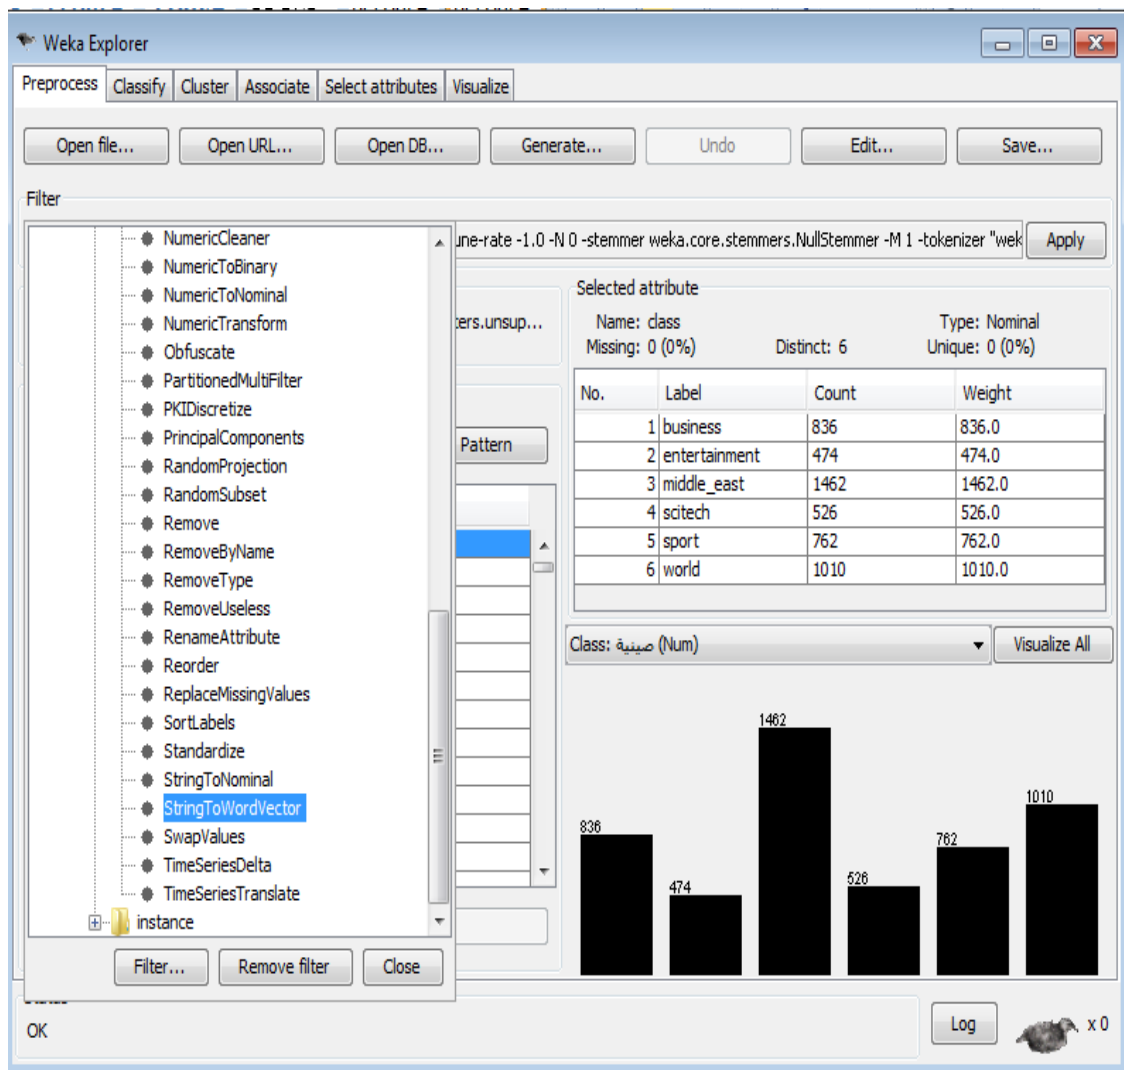 Weka Explorer
Preprocess Classify Cluster Associate Select attributes Visualize
Open file... Open URL... Open DB... Generate... Undo Edit... Save...
Filter
une-rate -1.0 -N 0 -stemmer weka.core.stemmers.NullStemmer -M 1 -tokenizer "wek Apply
NumericCleaner
NumericToBinary
NumericToNominal
NumericTransform
Obfuscate
PartitionedMultiFilter
PKIDiscretize
PrincipalComponents
RandomProjection
RandomSubset
Remove
RemoveByName
RemoveType
RemoveUseless
RenameAttribute
Reorder
ReplaceMissingValues
SortLabels
Standardize
StringToNominal
StringToWordVector
SwapValues
TimeSeriesDelta
TimeSeriesTranslate
instance
Filter... Remove filter Close
ters.unsup...
Pattern
Selected attribute
Name: class Type: Nominal
Missing: 0 (0%) Distinct: 6 Unique: 0 (0%)
No. Label Count Weight
1 business 836 836.0
2 entertainment 474 474.0
3 middle_east 1462 1462.0
4 scitech 526 526.0
5 sport 762 762.0
6 world 1010 1010.0
Class: صينية (Num) Visualize All
836 474 1462 526 762 1010
OK
Log x 0